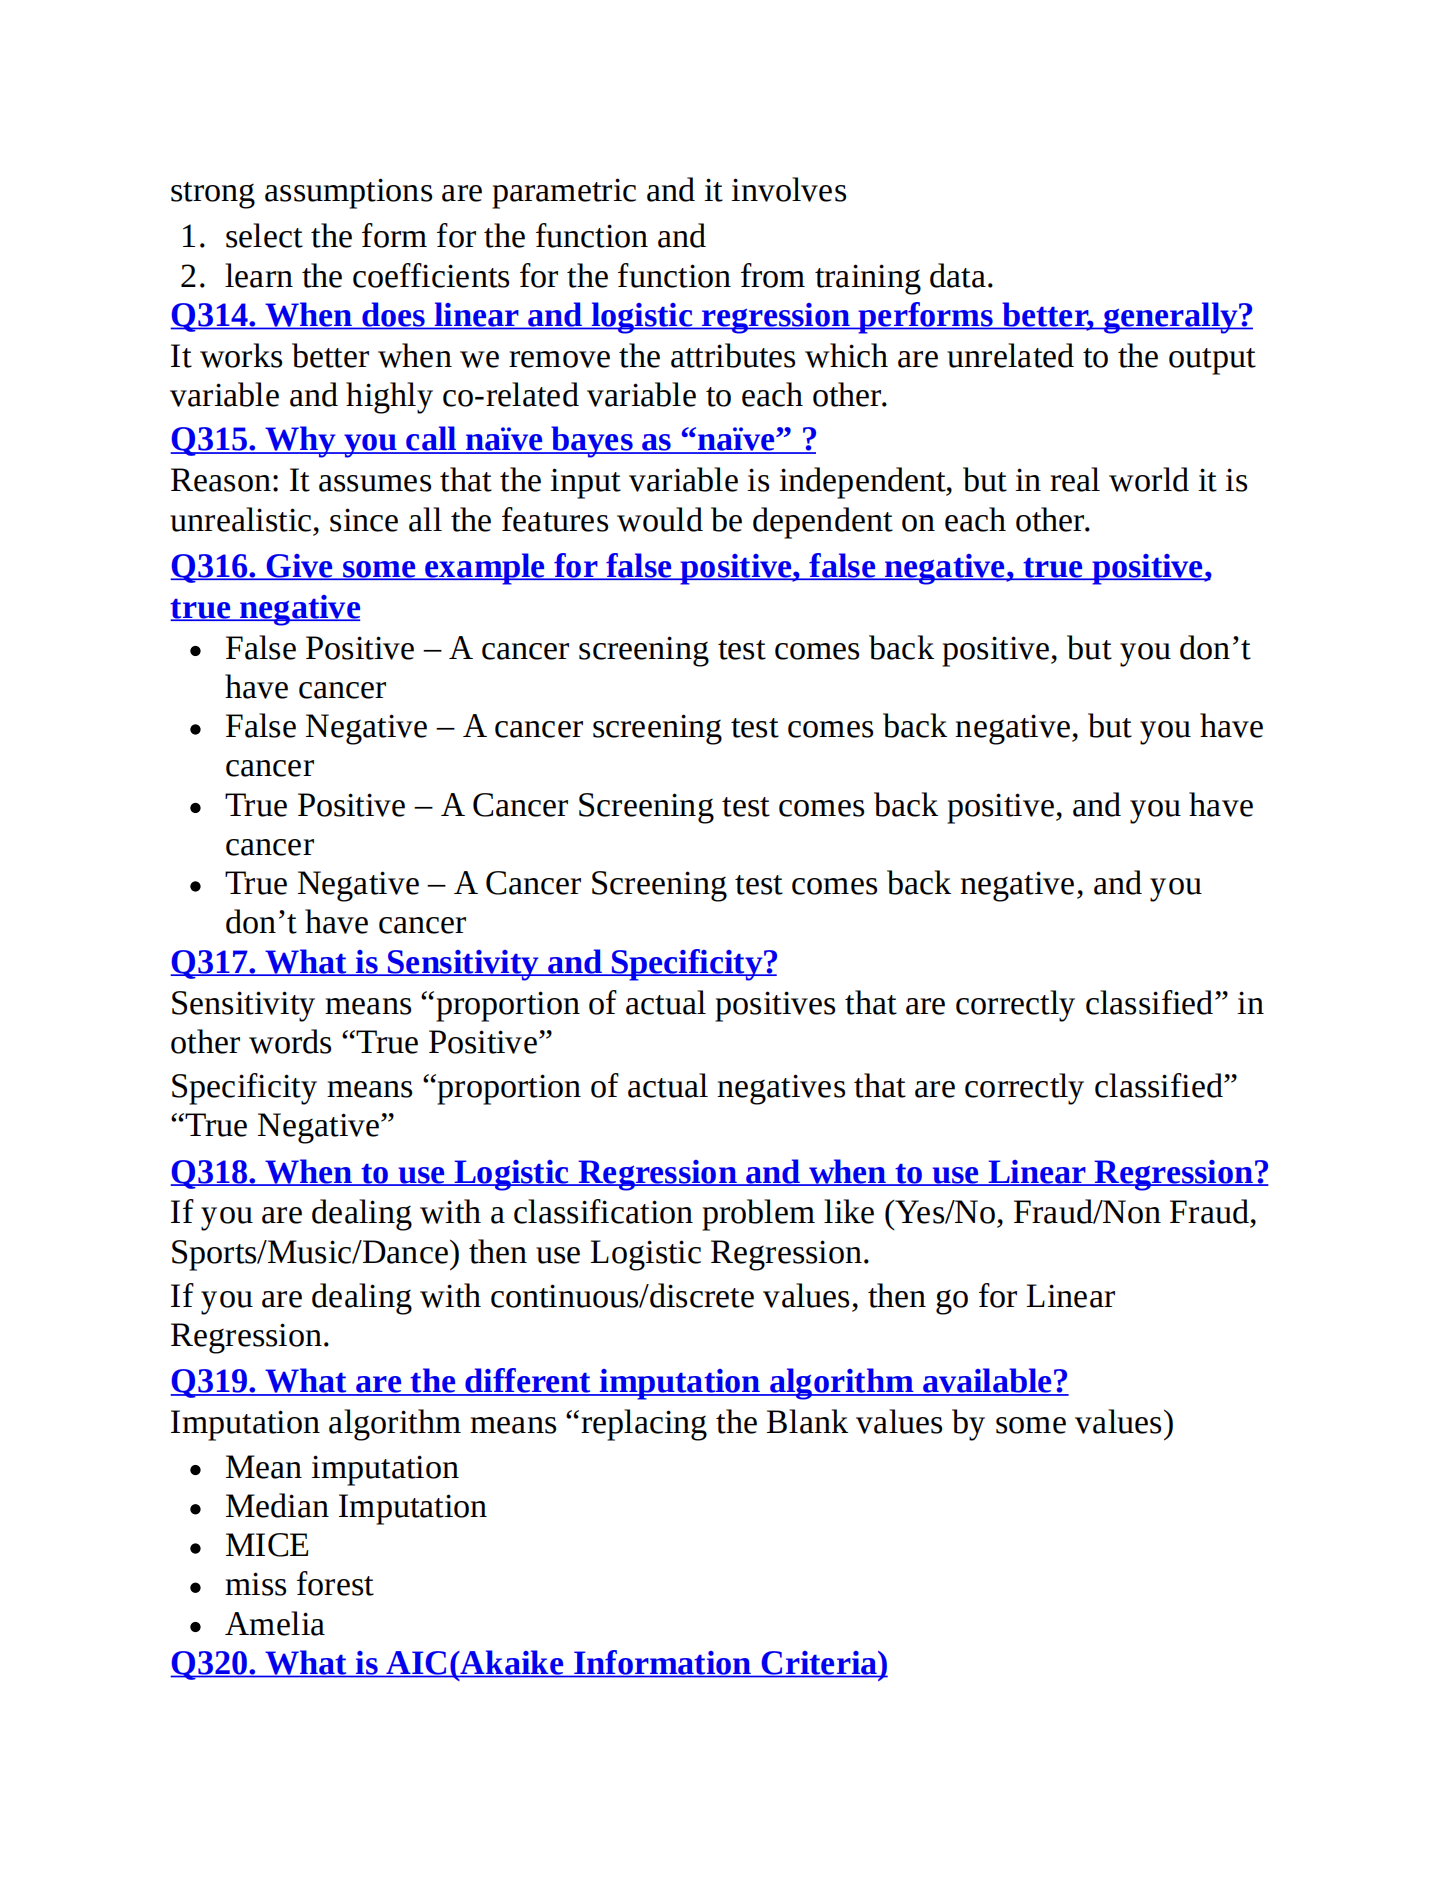 strong assumptions are parametric and it involves
1. select the form for the function and
2. learn the coefficients for the function from training data.
Q314. When does linear and logistic regression performs better, generally?
It works better when we remove the attributes which are unrelated to the output
variable and highly co-related variable to each other.
Q315. Why you call naïve bayes as “naïve” ?
Reason: It assumes that the input variable is independent, but in real world it is
unrealistic, since all the features would be dependent on each other.
Q316. Give some example for false positive, false negative, true positive,
true negative
• False Positive – A cancer screening test comes back positive, but you don’t
have cancer
• False Negative – A cancer screening test comes back negative, but you have
cancer
• True Positive – A Cancer Screening test comes back positive, and you have
cancer
• True Negative – A Cancer Screening test comes back negative, and you
don’t have cancer
Q317. What is Sensitivity and Specificity?
Sensitivity means “proportion of actual positives that are correctly classified” in
other words “True Positive”
Specificity means “proportion of actual negatives that are correctly classified”
“True Negative”
Q318. When to use Logistic Regression and when to use Linear Regression?
If you are dealing with a classification problem like (Yes/No, Fraud/Non Fraud,
Sports/Music/Dance) then use Logistic Regression.
If you are dealing with continuous/discrete values, then go for Linear
Regression.
Q319. What are the different imputation algorithm available?
Imputation algorithm means “replacing the Blank values by some values)
• Mean imputation
• Median Imputation
• MICE
• miss forest
• Amelia
Q320. What is AIC(Akaike Information Criteria)